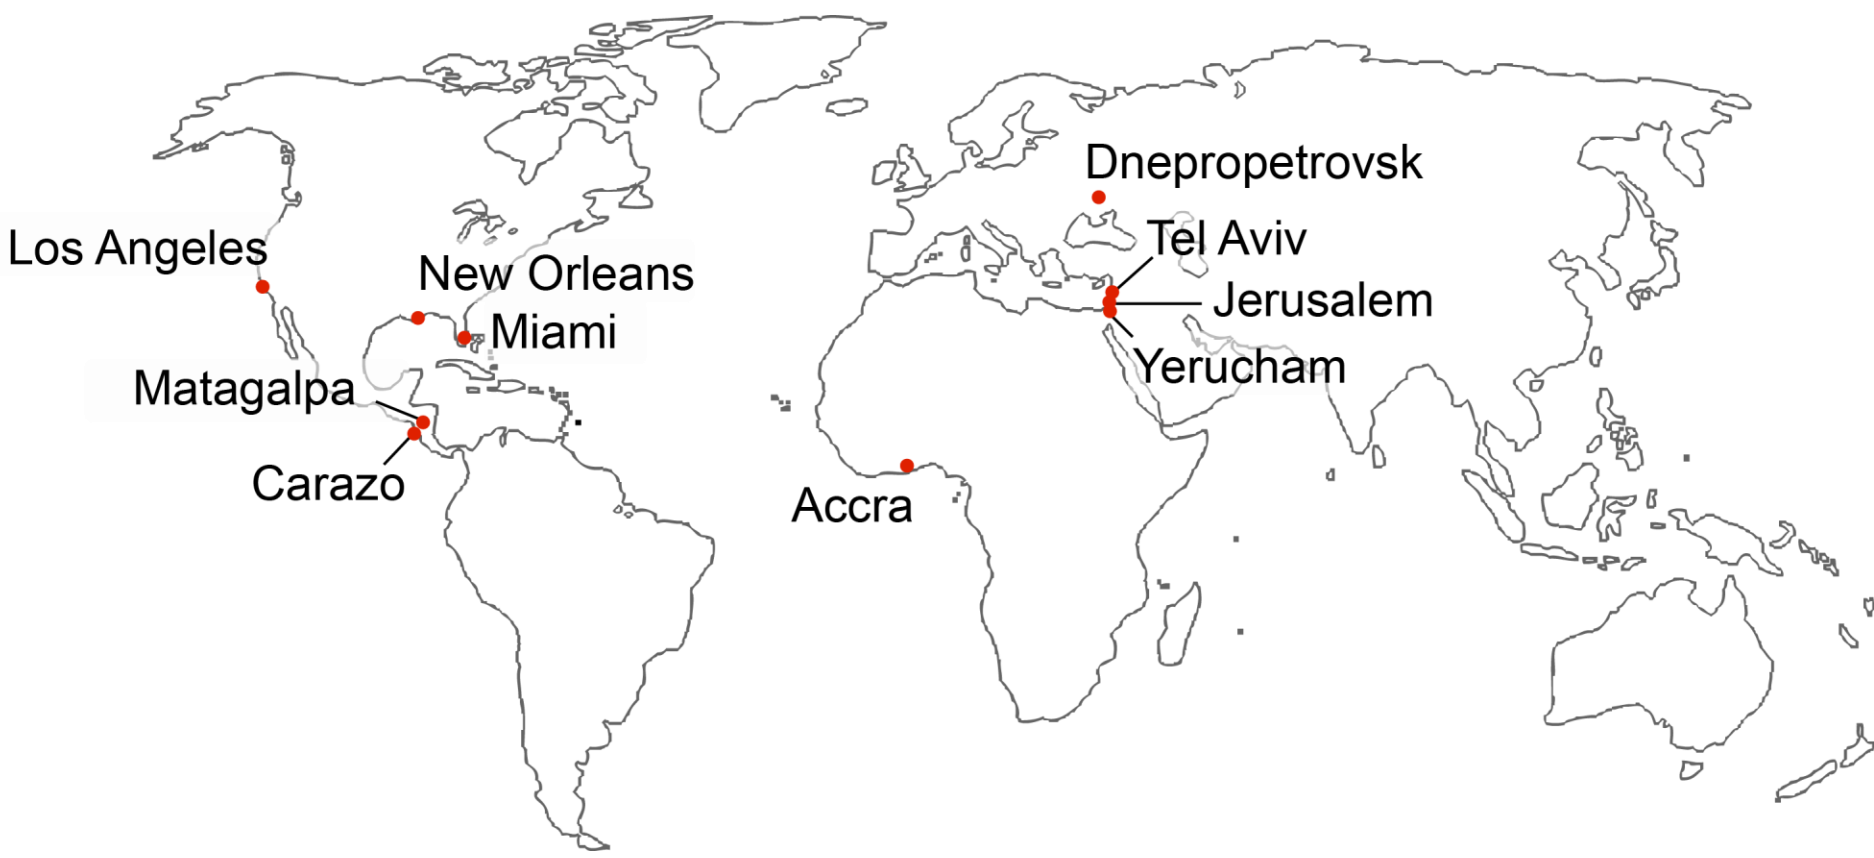 Dnepropetrovsk
Los Angeles
Tel Aviv
New Orleans
Jerusalem
Miami
Yerucham
Matagalpa
Carazo
Accra